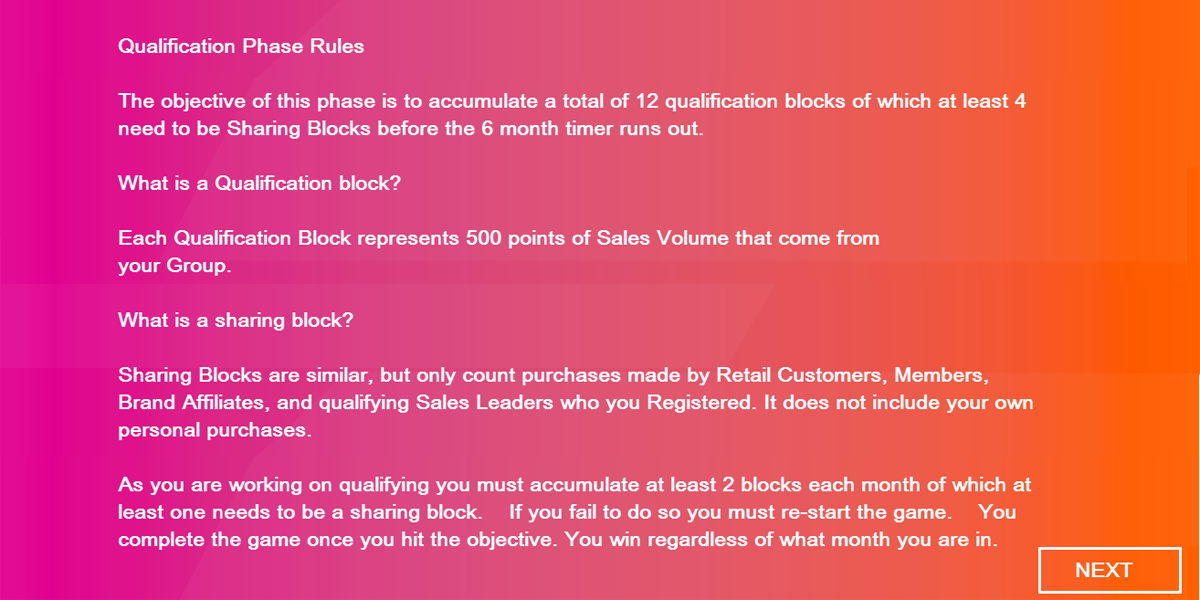 Qualification Phase Rules
The objective of this phase is to accumulate a total of 12 qualification blocks of which at least 4
need to be Sharing Blocks before the 6 month timer runs out.
What is a Qualification block?
Each Qualification Block represents 500 points of Sales Volume that come from
your Group.
What is a sharing block?
Sharing Blocks are similar, but only count purchases made by Retail Customers, Members,
Brand Affiliates, and qualifying Sales Leaders who you Registered. It does not include your own
personal purchases.
As you are working on qualifying you must accumulate at least 2 blocks each month of which at
least one needs to be a sharing block. If you fail to do so you must re-start the game. You
complete the game once you hit the objective. You win regardless of what month you are in.
NEXT